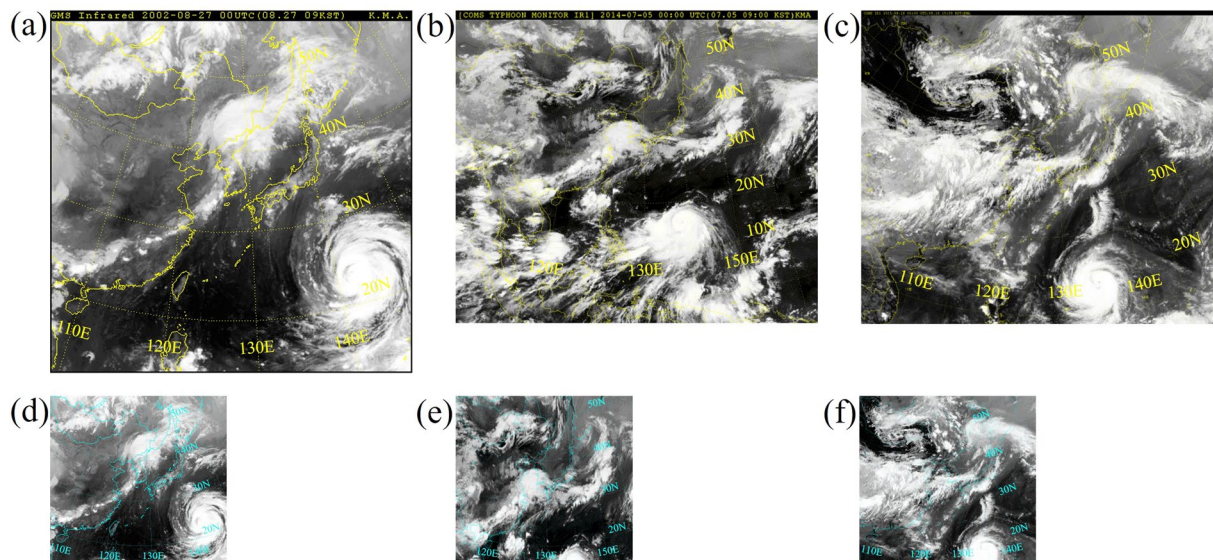 (a)
GMS Infrared 2002-08-27 00UTC(08.27 09KST) K.M.A.
50N
40N
30N
20N
110E
120E
130E
140E
(b)
[COMS TYPHOON MONITOR IR1] 2014-07-05 00:00 UTC(07.05 09:00 KST)KMA
50N
40N
30N
20N
10N
120E
130E
150E
(c)
50N
40N
30N
20N
110E
120E
130E
140E
(d)
50N
40N
30N
20N
110E
120E
130E
140E
(e)
50N
40N
30N
20N
120E
130E
150E
(f)
50N
40N
30N
20N
110E
120E
130E
140E